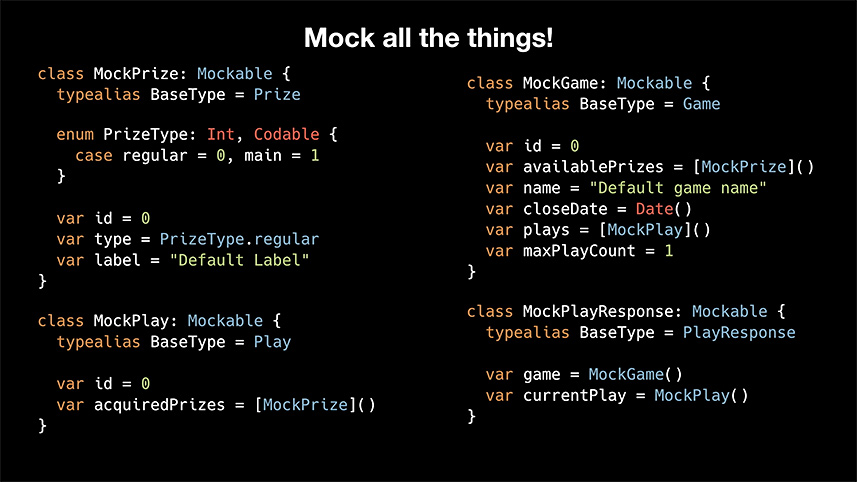 Mock all the things!
class MockPrize: Mockable {
  typealias BaseType = Prize

  enum PrizeType: Int, Codable {
    case regular = 0, main = 1
  }

  var id = 0
  var type = PrizeType.regular
  var label = "Default Label"
}

class MockPlay: Mockable {
  typealias BaseType = Play

  var id = 0
  var acquiredPrizes = [MockPrize]()
}

class MockGame: Mockable {
  typealias BaseType = Game

  var id = 0
  var availablePrizes = [MockPrize]()
  var name = "Default game name"
  var closeDate = Date()
  var plays = [MockPlay]()
  var maxPlayCount = 1
}

class MockPlayResponse: Mockable {
  typealias BaseType = PlayResponse

  var game = MockGame()
  var currentPlay = MockPlay()
}